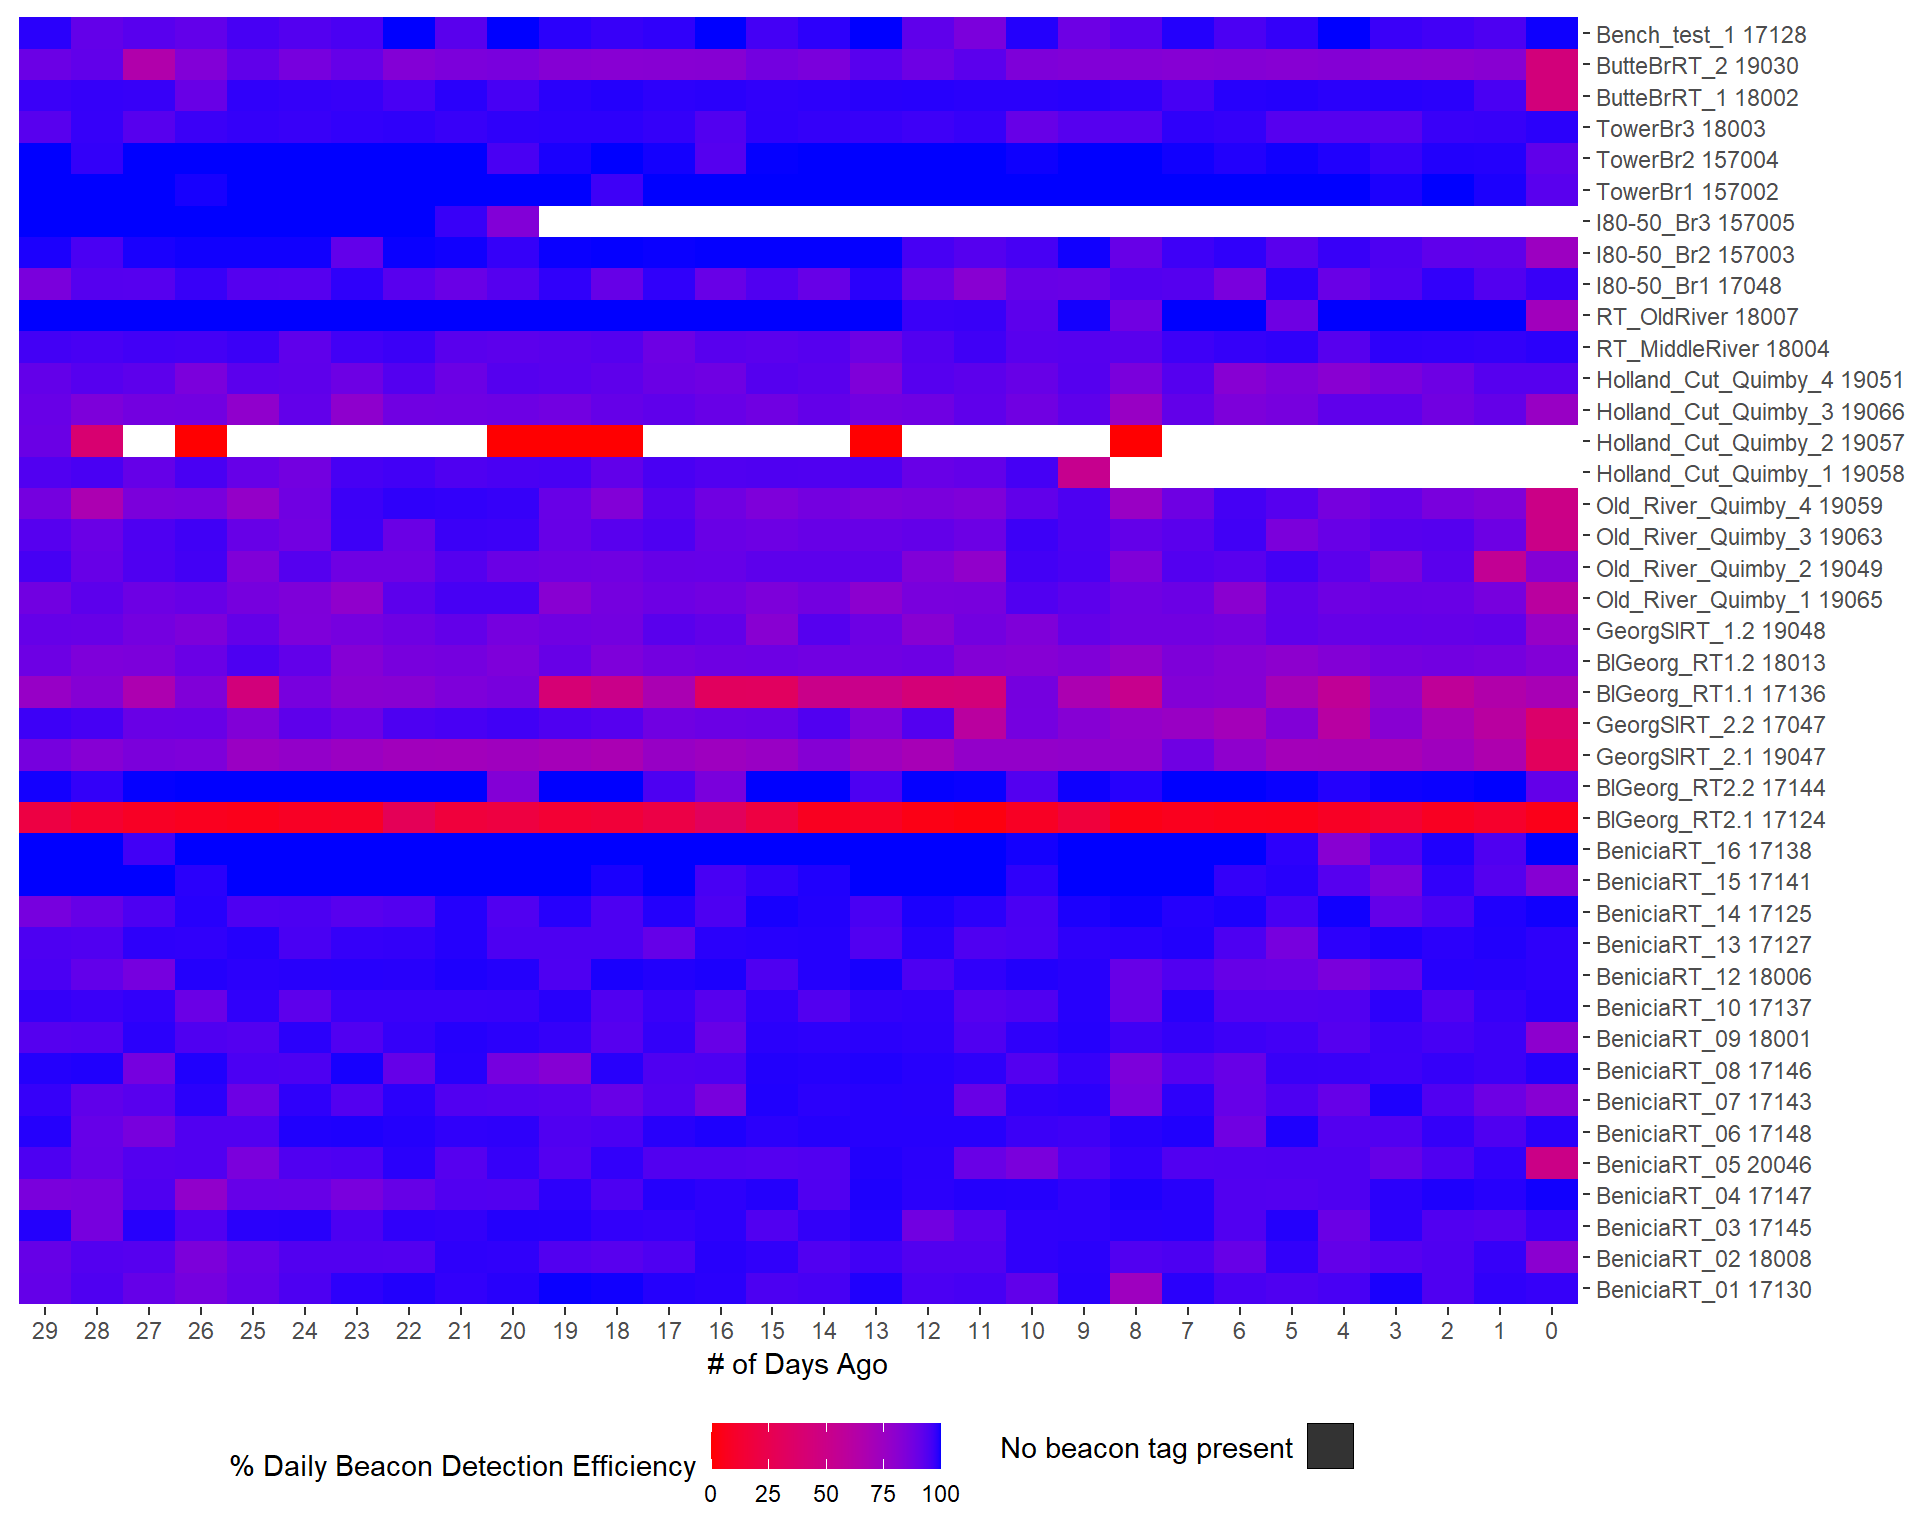 Bench_test_1 17128
ButteBrRT_2 19030
ButteBrRT_1 18002
TowerBr3 18003
TowerBr2 157004
TowerBr1 157002
I80-50_Br3 157005
I80-50_Br2 157003
I80-50_Br1 17048
RT_OldRiver 18007
RT_MiddleRiver 18004
Holland_Cut_Quimby_4 19051
Holland_Cut_Quimby_3 19066
Holland_Cut_Quimby_2 19057
Holland_Cut_Quimby_1 19058
Old_River_Quimby_4 19059
Old_River_Quimby_3 19063
Old_River_Quimby_2 19049
Old_River_Quimby_1 19065
GeorgSlRT_1.2 19048
BlGeorg_RT1.2 18013
BlGeorg_RT1.1 17136
GeorgSlRT_2.2 17047
GeorgSlRT_2.1 19047
BlGeorg_RT2.2 17144
BlGeorg_RT2.1 17124
BeniciaRT_16 17138
BeniciaRT_15 17141
BeniciaRT_14 17125
BeniciaRT_13 17127
BeniciaRT_12 18006
BeniciaRT_10 17137
BeniciaRT_09 18001
BeniciaRT_08 17146
BeniciaRT_07 17143
BeniciaRT_06 17148
BeniciaRT_05 20046
BeniciaRT_04 17147
BeniciaRT_03 17145
BeniciaRT_02 18008
BeniciaRT_01 17130
29 28 27 26 25 24 23 22 21 20 19 18 17 16 15 14 13 12 11 10 9 8 7 6 5 4 3 2 1 0
# of Days Ago
% Daily Beacon Detection Efficiency
0 25 50 75 100
No beacon tag present